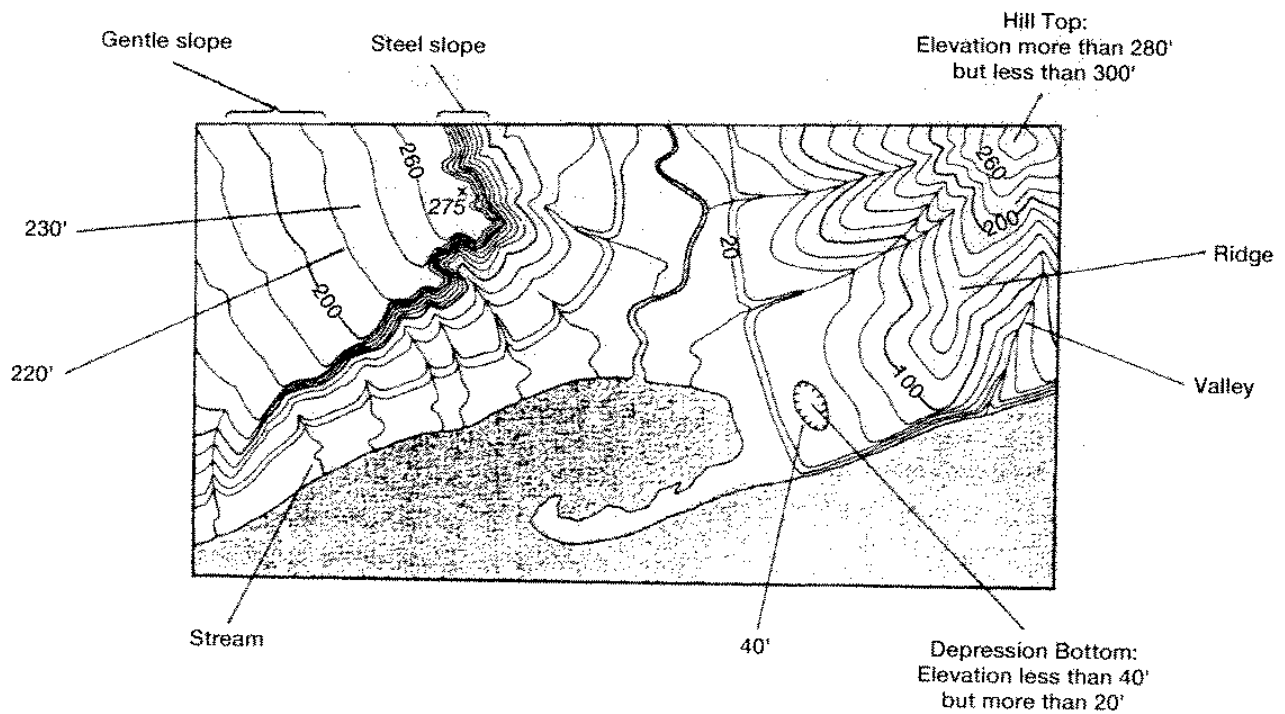 Hill Top:
Elevation more than 280'
but less than 300'
Gentle slope
Steel slope
260
275
260
230'
200
20
Ridge
200
220'
100
Valley
Stream
40'
Depression Bottom:
Elevation less than 40'
but more than 20'